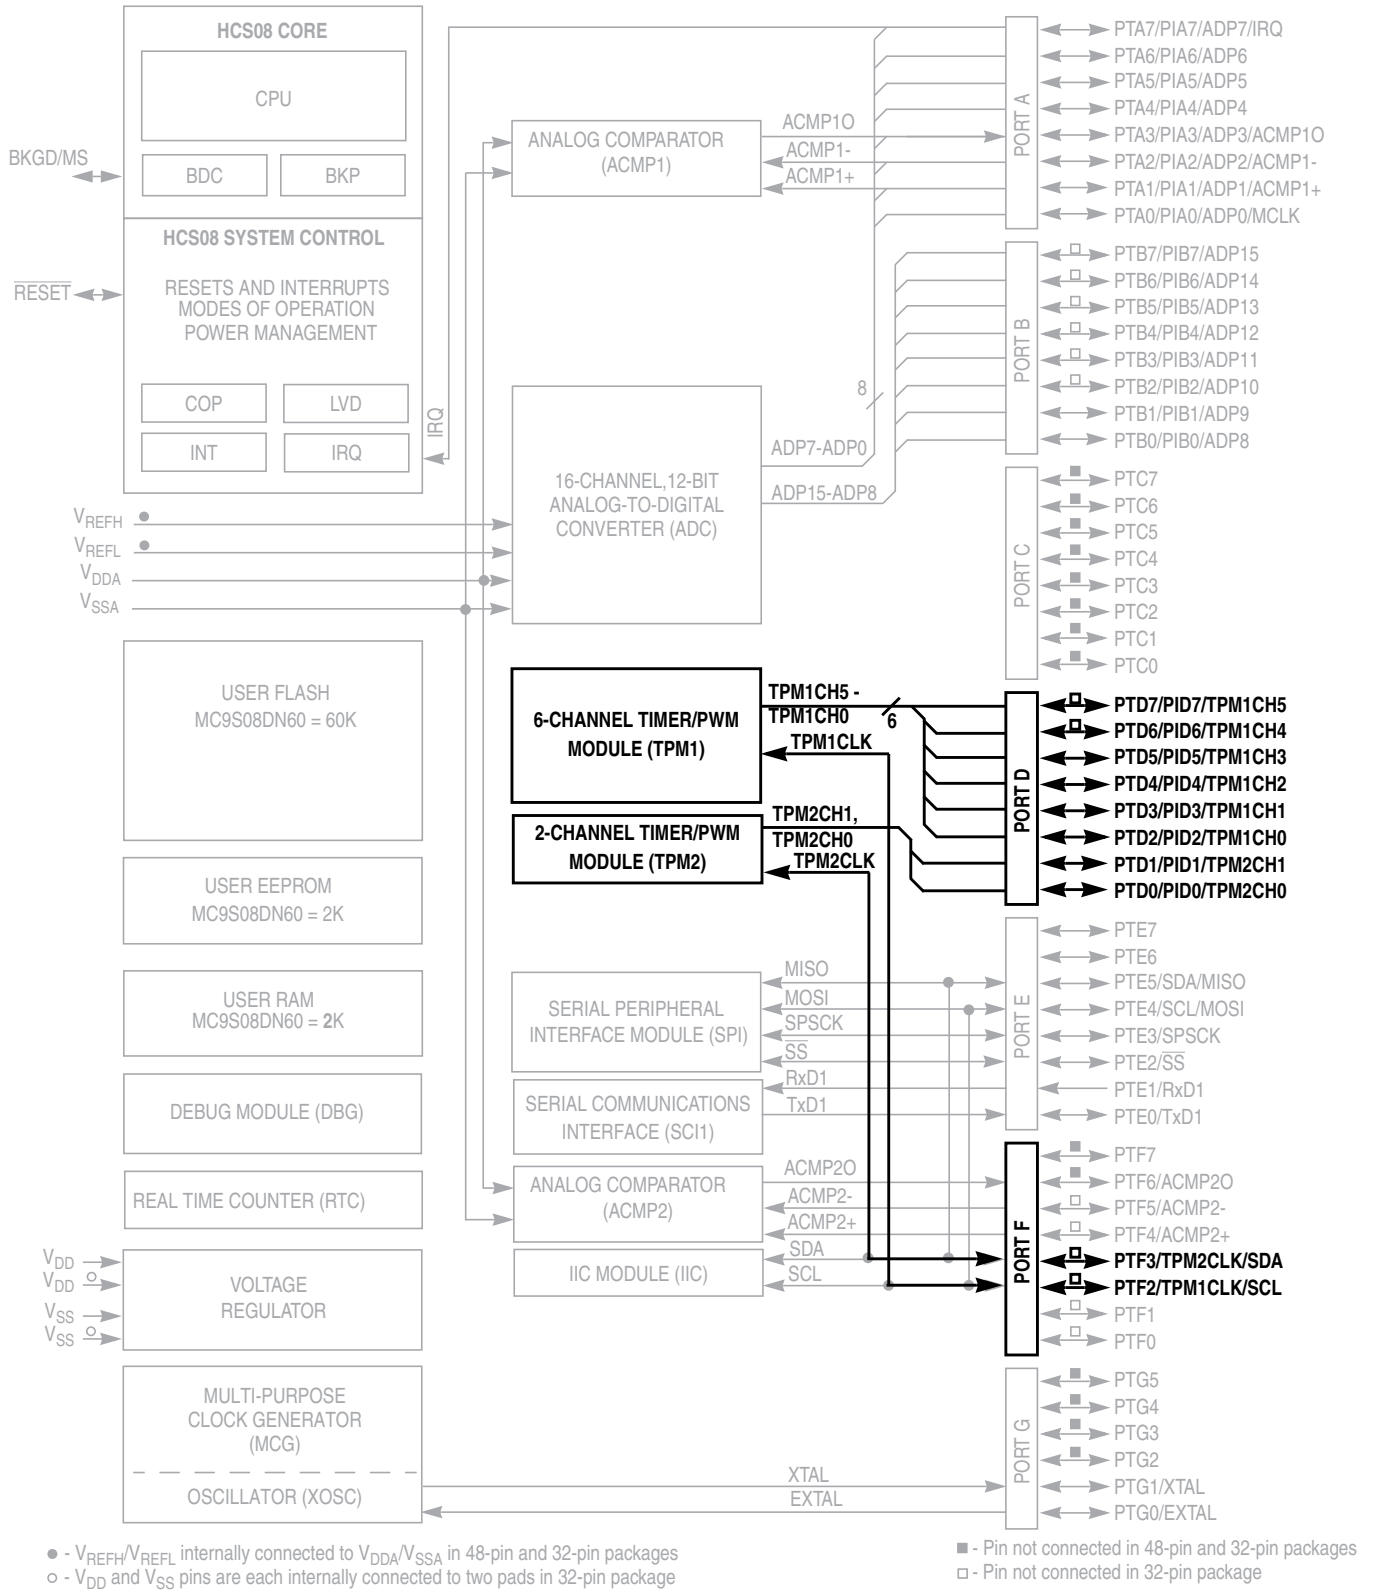 HCS08 CORE
CPU
BDC
BKP
BKGD/MS
HCS08 SYSTEM CONTROL
RESETS AND INTERRUPTS
MODES OF OPERATION
POWER MANAGEMENT
RESET
COP
LVD
INT
IRQ
IRQ
VREFH
VREFL
VDDA
VSSA
USER FLASH
MC9S08DN60 = 60K
USER EEPROM
MC9S08DN60 = 2K
USER RAM
MC9S08DN60 = 2K
DEBUG MODULE (DBG)
REAL TIME COUNTER (RTC)
VDD
VDD
VSS
VSS
VOLTAGE
REGULATOR
MULTI-PURPOSE
CLOCK GENERATOR
(MCG)
OSCILLATOR (XOSC)
ANALOG COMPARATOR
(ACMP1)
ACMP1O
ACMP1-
ACMP1+
16-CHANNEL,12-BIT
ANALOG-TO-DIGITAL
CONVERTER (ADC)
8
ADP7-ADP0
ADP15-ADP8
6-CHANNEL TIMER/PWM
MODULE (TPM1)
TPM1CH5 -
TPM1CH0
6
TPM1CLK
2-CHANNEL TIMER/PWM
MODULE (TPM2)
TPM2CH1,
TPM2CH0
TPM2CLK
SERIAL PERIPHERAL
INTERFACE MODULE (SPI)
MISO
MOSI
SPSCK
SS
SERIAL COMMUNICATIONS
INTERFACE (SCI1)
RxD1
TxD1
ANALOG COMPARATOR
(ACMP2)
ACMP2O
ACMP2-
ACMP2+
IIC MODULE (IIC)
SDA
SCL
XTAL
EXTAL
PORT A
PTA7/PIA7/ADP7/IRQ
PTA6/PIA6/ADP6
PTA5/PIA5/ADP5
PTA4/PIA4/ADP4
PTA3/PIA3/ADP3/ACMP1O
PTA2/PIA2/ADP2/ACMP1-
PTA1/PIA1/ADP1/ACMP1+
PTA0/PIA0/ADP0/MCLK
PORT B
PTB7/PIB7/ADP15
PTB6/PIB6/ADP14
PTB5/PIB5/ADP13
PTB4/PIB4/ADP12
PTB3/PIB3/ADP11
PTB2/PIB2/ADP10
PTB1/PIB1/ADP9
PTB0/PIB0/ADP8
PORT C
PTC7
PTC6
PTC5
PTC4
PTC3
PTC2
PTC1
PTC0
PORT D
PTD7/PID7/TPM1CH5
PTD6/PID6/TPM1CH4
PTD5/PID5/TPM1CH3
PTD4/PID4/TPM1CH2
PTD3/PID3/TPM1CH1
PTD2/PID2/TPM1CH0
PTD1/PID1/TPM2CH1
PTD0/PID0/TPM2CH0
PORT E
PTE7
PTE6
PTE5/SDA/MISO
PTE4/SCL/MOSI
PTE3/SPSCK
PTE2/SS
PTE1/RxD1
PTE0/TxD1
PORT F
PTF7
PTF6/ACMP2O
PTF5/ACMP2-
PTF4/ACMP2+
PTF3/TPM2CLK/SDA
PTF2/TPM1CLK/SCL
PTF1
PTF0
PORT G
PTG5
PTG4
PTG3
PTG2
PTG1/XTAL
PTG0/EXTAL
● - VREFH/VREFL internally connected to VDDA/VSSA in 48-pin and 32-pin packages
○ - VDD and VSS pins are each internally connected to two pads in 32-pin package
■ - Pin not connected in 48-pin and 32-pin packages
□ - Pin not connected in 32-pin package